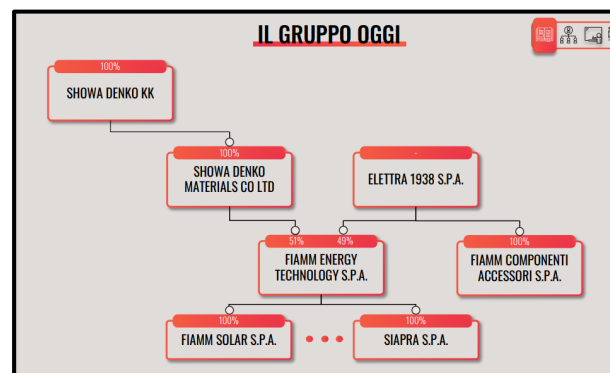 IL GRUPPO OGGI
100%
SHOWA DENKO KK
100%
SHOWA DENKO
MATERIALS CO LTD
-
ELETTRA 1938 S.P.A.
51% 49%
FIAMM ENERGY
TECHNOLOGY S.P.A.
100%
FIAMM COMPONENTI
ACCESSORI S.P.A.
100%
FIAMM SOLAR S.P.A.
100%
SIAPRA S.P.A.